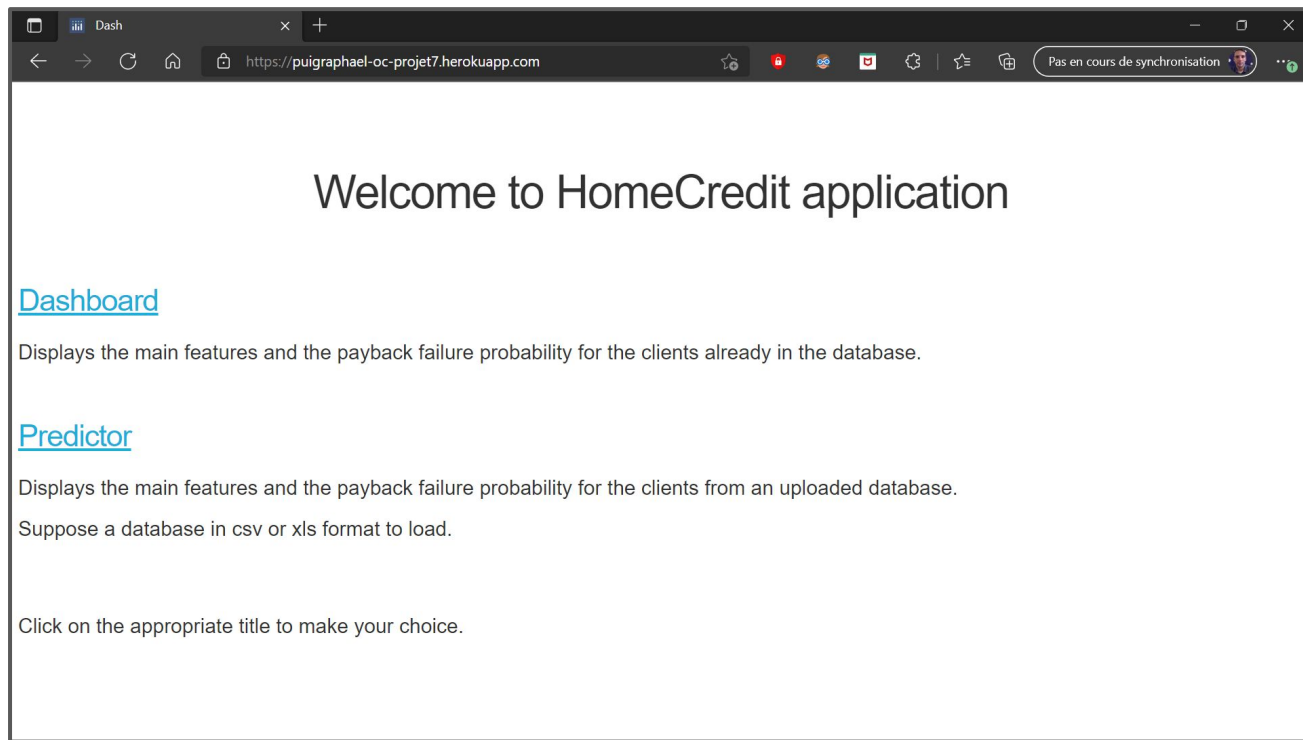 Dash
https://puigraphael-oc-projet7.herokuapp.com
Pas en cours de synchronisation
Welcome to HomeCredit application
Dashboard
Displays the main features and the payback failure probability for the clients already in the database.
Predictor
Displays the main features and the payback failure probability for the clients from an uploaded database.
Suppose a database in csv or xls format to load.
Click on the appropriate title to make your choice.